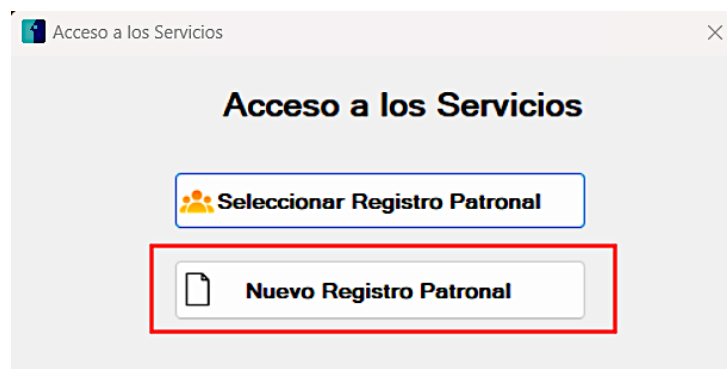 Acceso a los Servicios
Acceso a los Servicios
Seleccionar Registro Patronal
Nuevo Registro Patronal